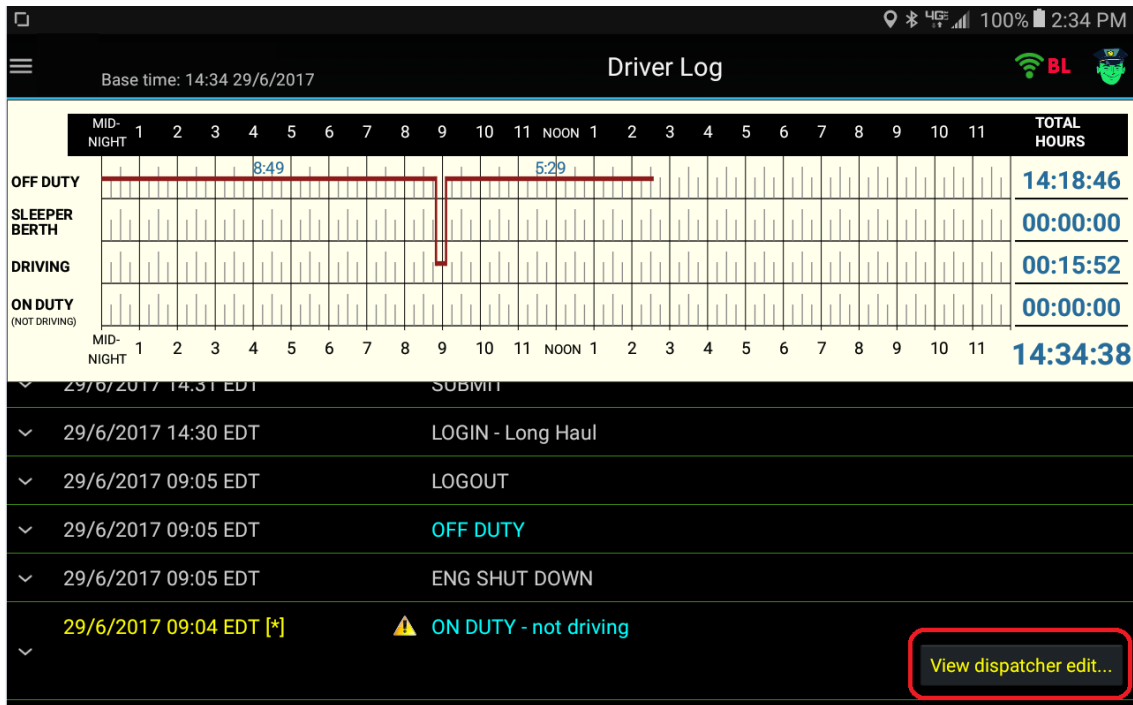 4GE 100% 2:34 PM
Base time: 14:34 29/6/2017 Driver Log BL
MID-NIGHT 1 2 3 4 5 6 7 8 9 10 11 NOON 1 2 3 4 5 6 7 8 9 10 11 TOTAL HOURS
8:49 5:29
OFF DUTY 14:18:46
SLEEPER BERTH 00:00:00
DRIVING 00:15:52
ON DUTY 00:00:00
(NOT DRIVING)
MID-NIGHT 1 2 3 4 5 6 7 8 9 10 11 NOON 1 2 3 4 5 6 7 8 9 10 11 14:34:38
29/6/2017 14:31 EDT SUBMIT
29/6/2017 14:30 EDT LOGIN - Long Haul
29/6/2017 09:05 EDT LOGOUT
29/6/2017 09:05 EDT OFF DUTY
29/6/2017 09:05 EDT ENG SHUT DOWN
29/6/2017 09:04 EDT [*] ON DUTY - not driving
View dispatcher edit...